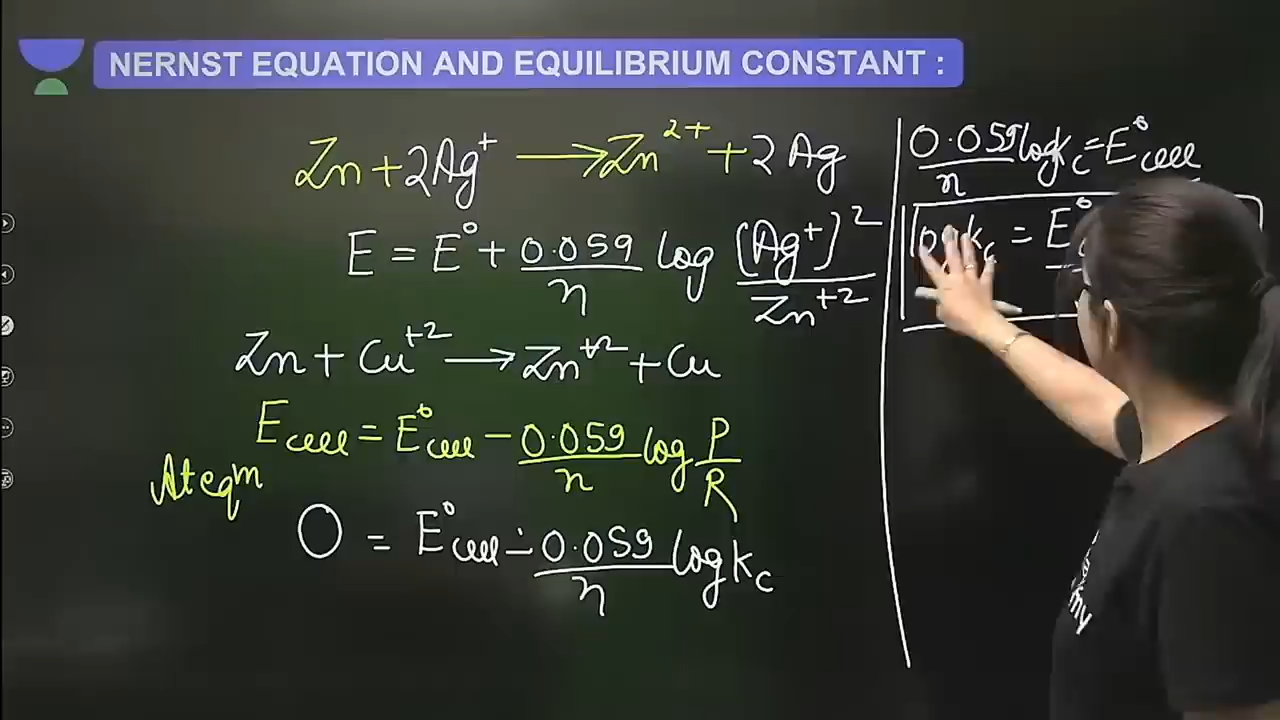 NERNST EQUATION AND EQUILIBRIUM CONSTANT :
Zn + 2Ag⁺ ⟶ Zn²⁺ + 2Ag
E = E° + 0.059/n log [Ag⁺)²/Zn⁺²
Zn + Cu⁺² ⟶ Zn⁺² + Cu
Ecell = E°cell − 0.059/n log P/R
At eqm
0 = E°cell − 0.059/n log kc
0.059/n log kc = E°cell
log kc = E°